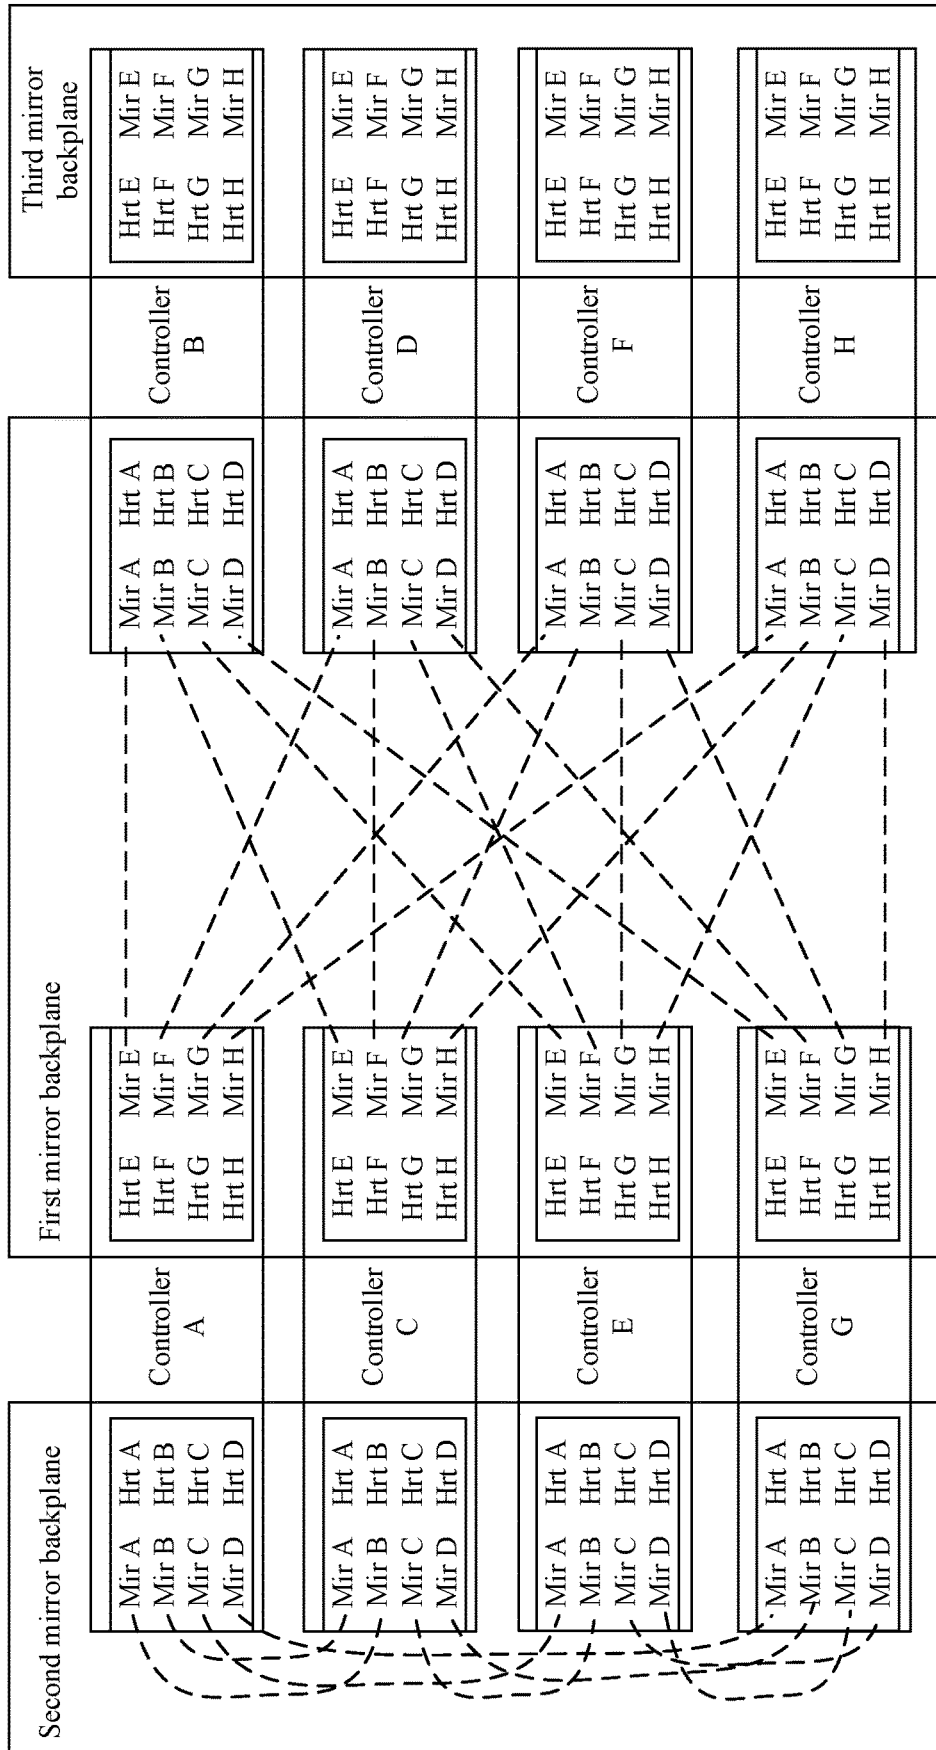 Third mirror
backplane
Hrt E Mir E
Hrt F Mir F
Hrt G Mir G
Hrt H Mir H
Hrt E Mir E
Hrt F Mir F
Hrt G Mir G
Hrt H Mir H
Hrt E Mir E
Hrt F Mir F
Hrt G Mir G
Hrt H Mir H
Hrt E Mir E
Hrt F Mir F
Hrt G Mir G
Hrt H Mir H
Controller
B
Controller
D
Controller
F
Controller
H
First mirror backplane
Mir A Hrt A
Mir B Hrt B
Mir C Hrt C
Mir D Hrt D
Mir A Hrt A
Mir B Hrt B
Mir C Hrt C
Mir D Hrt D
Mir A Hrt A
Mir B Hrt B
Mir C Hrt C
Mir D Hrt D
Mir A Hrt A
Mir B Hrt B
Mir C Hrt C
Mir D Hrt D
Hrt E Mir E
Hrt F Mir F
Hrt G Mir G
Hrt H Mir H
Hrt E Mir E
Hrt F Mir F
Hrt G Mir G
Hrt H Mir H
Hrt E Mir E
Hrt F Mir F
Hrt G Mir G
Hrt H Mir H
Hrt E Mir E
Hrt F Mir F
Hrt G Mir G
Hrt H Mir H
Controller
A
Controller
C
Controller
E
Controller
G
Second mirror backplane
Mir A Hrt A
Mir B Hrt B
Mir C Hrt C
Mir D Hrt D
Mir A Hrt A
Mir B Hrt B
Mir C Hrt C
Mir D Hrt D
Mir A Hrt A
Mir B Hrt B
Mir C Hrt C
Mir D Hrt D
Mir A Hrt A
Mir B Hrt B
Mir C Hrt C
Mir D Hrt D